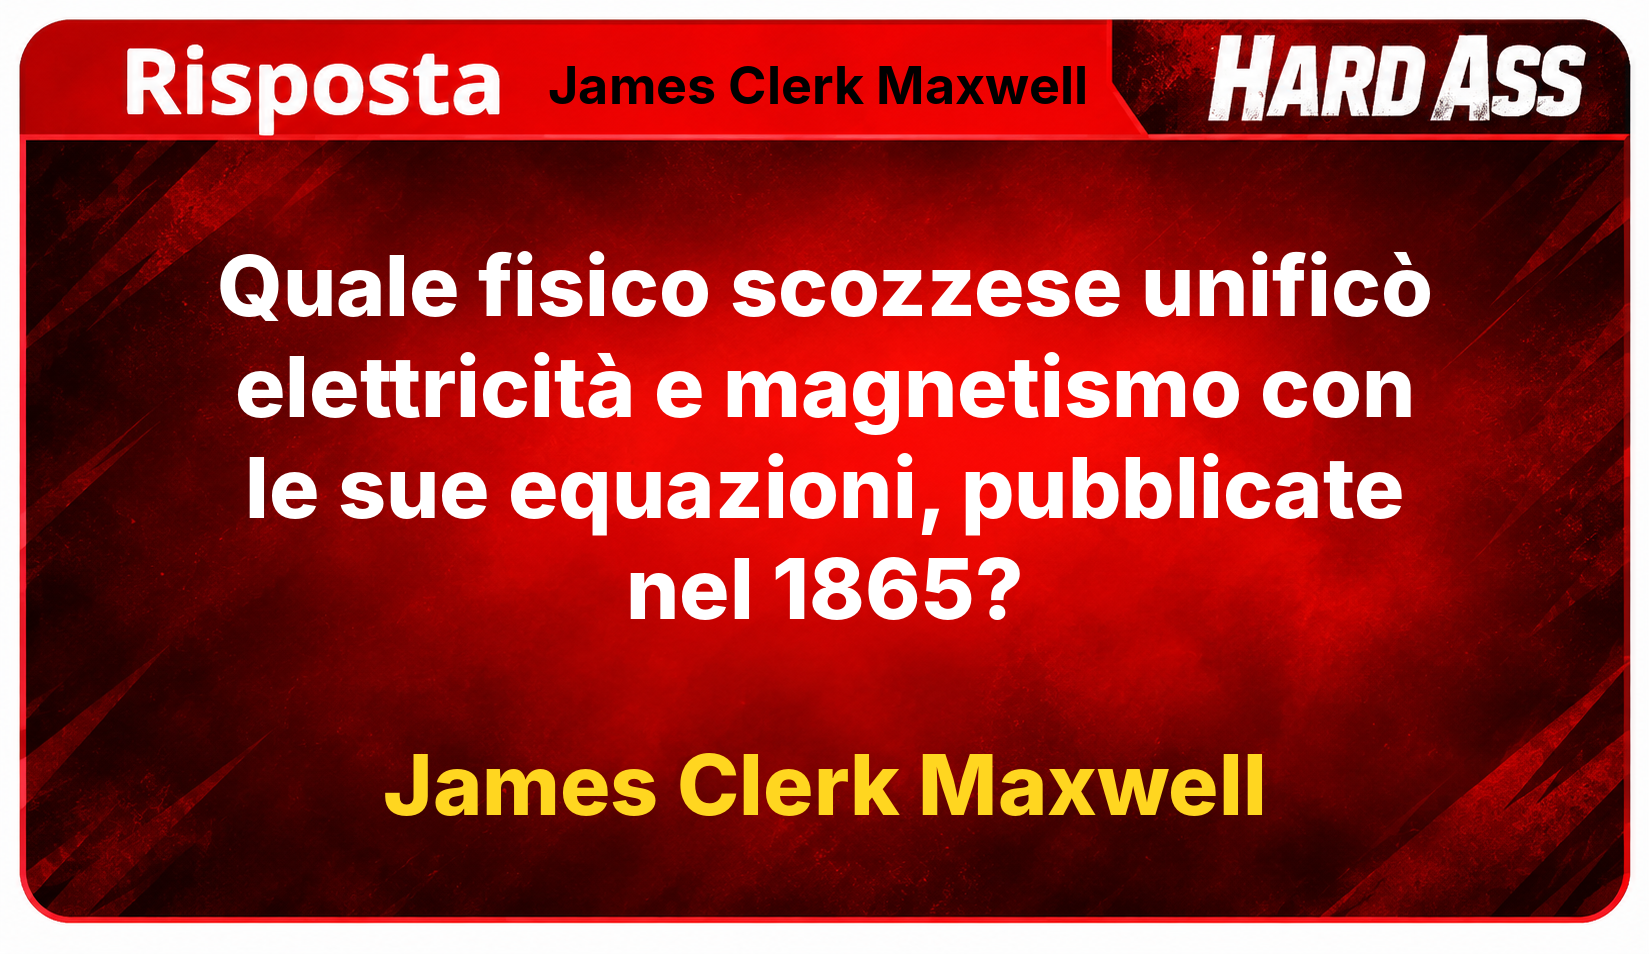 Risposta James Clerk Maxwell HARD ASS
Quale fisico scozzese unificò
elettricità e magnetismo con
le sue equazioni, pubblicate
nel 1865?
James Clerk Maxwell